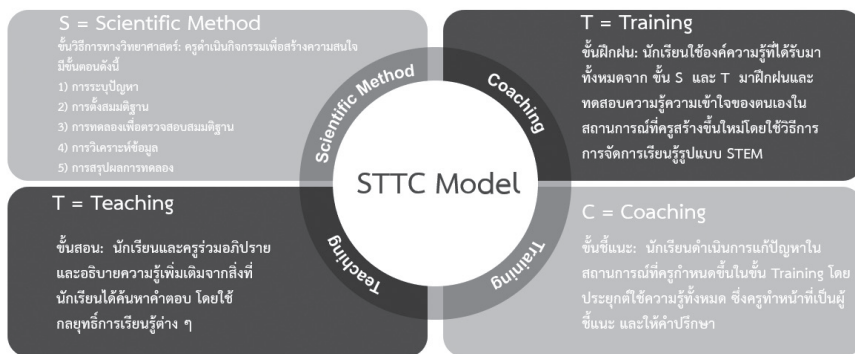 S = Scientific Method
ขั้นวิธีการทางวิทยาศาสตร์: ครูดำเนินกิจกรรมเพื่อสร้างความสนใจ
มีขั้นตอนดังนี้
1) การระบุปัญหา
2) การตั้งสมมติฐาน
3) การทดลองเพื่อตรวจสอบสมมติฐาน
4) การวิเคราะห์ข้อมูล
5) การสรุปผลการทดลอง
T = Training
ขั้นฝึกฝน: นักเรียนใช้องค์ความรู้ที่ได้รับมา
ทั้งหมดจาก ขั้น S และ T มาฝึกฝนและ
ทดสอบความรู้ความเข้าใจของตนเองใน
สถานการณ์ที่ครูสร้างขึ้นใหม่โดยใช้วิธีการ
การจัดการเรียนรู้รูปแบบ STEM
Scientific Method
Coaching
STTC Model
Teaching
Training
T = Teaching
ขั้นสอน: นักเรียนและครูร่วมอภิปราย
และอธิบายความรู้เพิ่มเติมจากสิ่งที่
นักเรียนได้ค้นหาคำตอบ โดยใช้
กลยุทธ์การเรียนรู้ต่าง ๆ
C = Coaching
ขั้นชี้แนะ: นักเรียนดำเนินการแก้ปัญหาใน
สถานการณ์ที่ครูกำหนดขึ้นในขั้น Training โดย
ประยุกต์ใช้ความรู้ทั้งหมด ซึ่งครูทำหน้าที่เป็นผู้
ชี้แนะ และให้คำปรึกษา